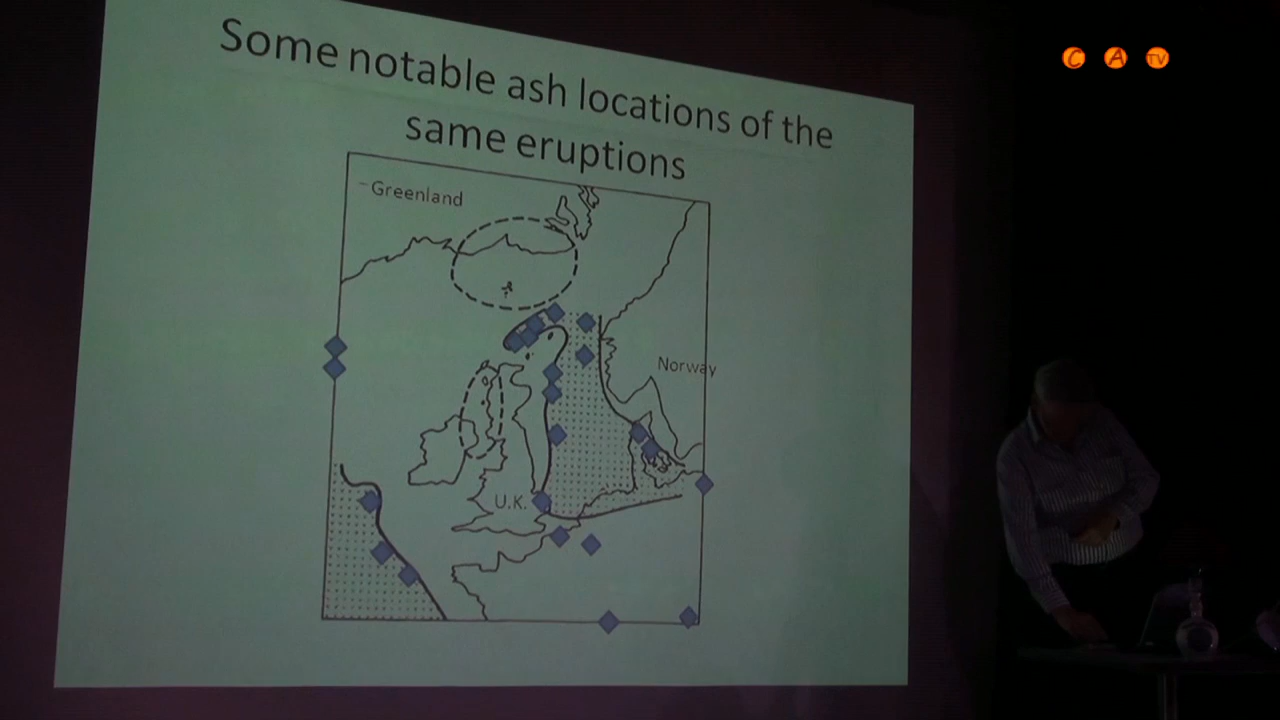 Some notable ash locations of the
same eruptions
Greenland
Norway
U.K.
C A TV